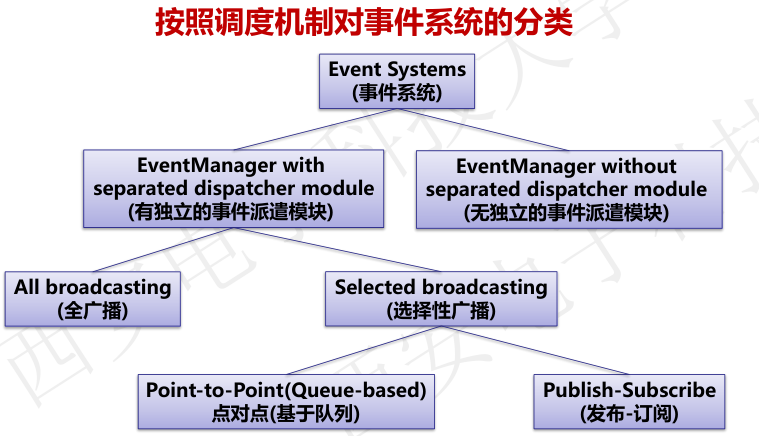 按照调度机制对事件系统的分类
Event Systems
(事件系统)
EventManager with
separated dispatcher module
(有独立的事件派遣模块)
EventManager without
separated dispatcher module
(无独立的事件派遣模块)
All broadcasting
(全广播)
Selected broadcasting
(选择性广播)
Point-to-Point(Queue-based)
点对点(基于队列)
Publish-Subscribe
(发布-订阅)